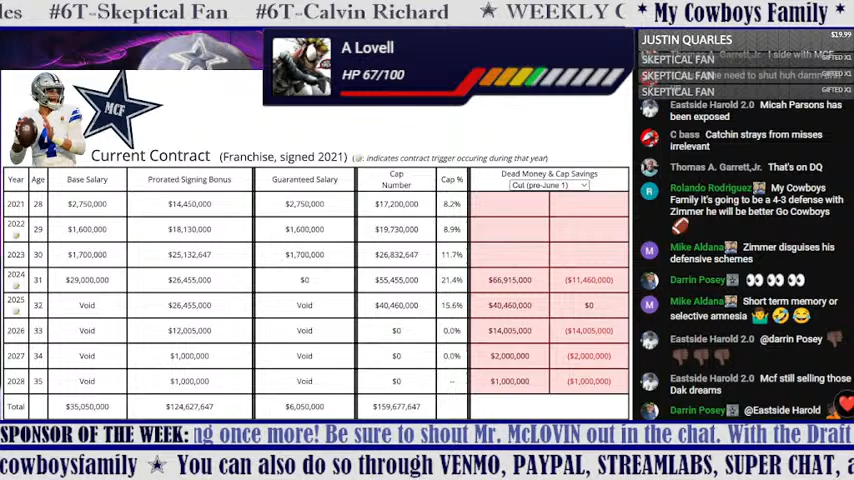 les #6T-Skeptical Fan #6T-Calvin Richard ★ WEEKLY C
* My Cowboys Family *
A Lovell
HP 67/100
MCF
Current Contract (Franchise, signed 2021) ( : indicates contract trigger occuring during that year)
Year Age Base Salary Prorated Signing Bonus Guaranteed Salary Cap Number Cap % Dead Money & Cap Savings
Cut (pre-June 1)
2021 28 $2,750,000 $14,450,000 $2,750,000 $17,200,000 8.2%
2022 29 $1,600,000 $18,130,000 $1,600,000 $19,730,000 8.9%
2023 30 $1,700,000 $25,132,647 $1,700,000 $26,832,647 11.7%
2024 31 $29,000,000 $26,455,000 $0 $55,455,000 21.4% $66,915,000 ($11,460,000)
2025 32 Void $26,455,000 Void $40,460,000 15.6% $40,460,000 $0
2026 33 Void $12,005,000 Void $0 0.0% $14,005,000 ($14,005,000)
2027 34 Void $1,000,000 Void $0 0.0% $2,000,000 ($2,000,000)
2028 35 Void $1,000,000 Void $0 -- $1,000,000 ($1,000,000)
Total $35,050,000 $124,627,647 $6,050,000 $159,677,647
JUSTIN QUARLES $19.99
SKEPTICAL FAN GIFTED X1
SKEPTICAL FAN GIFTED X1
SKEPTICAL FAN GIFTED X1
Eastside Harold 2.0 Micah Parsons has
been exposed
C bass Catchin strays from misses
irrelevant
Thomas A. Garrett,Jr. That's on DQ
Rolando Rodriguez My Cowboys
Family it's going to be a 4-3 defense with
Zimmer he will be better Go Cowboys
🏈
Mike Aldana Zimmer disguises his
defensive schemes
Darrin Posey 👀 👀 👀
Mike Aldana Short term memory or
selective amnesia 🤷‍♂️ 🤣 😂
Eastside Harold 2.0 @darrin Posey 👎🏿
👎🏿 👎🏿 👎🏿 👎🏿
Eastside Harold 2.0 Mcf still selling those
Dak dreams
Darrin Posey @Eastside Harold
SPONSOR OF THE WEEK: ng once more! Be sure to shout Mr. McLOVIN out in the chat. With the Draft
cowboysfamily ★ You can also do so through VENMO, PAYPAL, STREAMLABS, SUPER CHAT, a